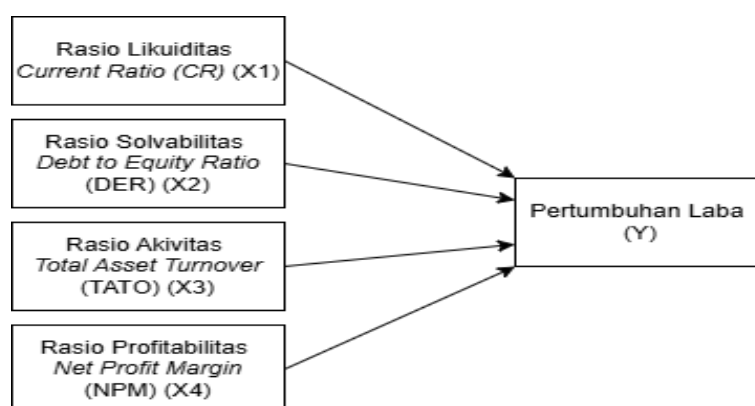 Rasio Likuiditas
Current Ratio (CR) (X1)
Rasio Solvabilitas
Debt to Equity Ratio
(DER) (X2)
Rasio Akivitas
Total Asset Turnover
(TATO) (X3)
Rasio Profitabilitas
Net Profit Margin
(NPM) (X4)
Pertumbuhan Laba
(Y)